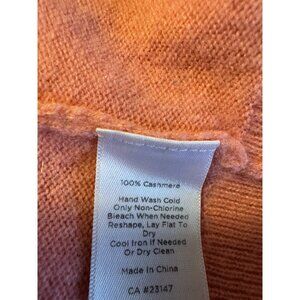 100% Cashmere
Hand Wash Cold
Only Non-Chlorine
Bleach When Needed
Reshape, Lay Flat To
Dry
Cool Iron If Needed
Or Dry Clean
Made In China
CA #23147